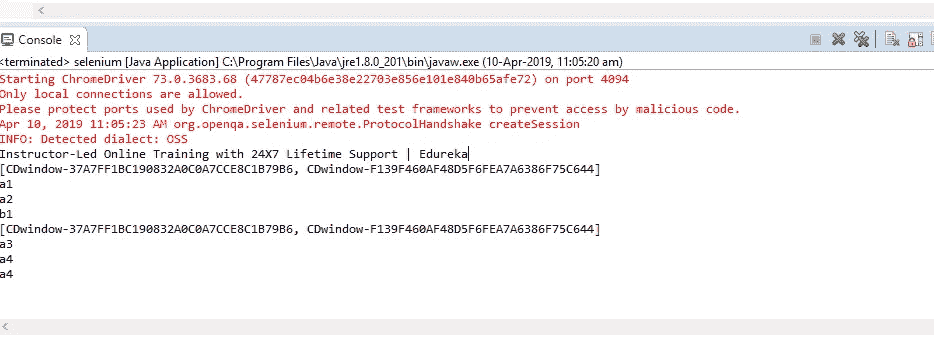 Console
<terminated> selenium [Java Application] C:\Program Files\Java\jre1.8.0_201\bin\javaw.exe (10-Apr-2019, 11:05:20 am)
Starting ChromeDriver 73.0.3683.68 (47787ec04b6e38e22703e856e101e840b65afe72) on port 4094
Only local connections are allowed.
Please protect ports used by ChromeDriver and related test frameworks to prevent access by malicious code.
Apr 10, 2019 11:05:23 AM org.openqa.selenium.remote.ProtocolHandshake createSession
INFO: Detected dialect: OSS
Instructor-Led Online Training with 24X7 Lifetime Support | Edureka
[CDwindow-37A7FF1BC190832A0C0A7CCE8C1B79B6, CDwindow-F139F460AF48D5F6FEA7A6386F75C644]
a1
a2
b1
[CDwindow-37A7FF1BC190832A0C0A7CCE8C1B79B6, CDwindow-F139F460AF48D5F6FEA7A6386F75C644]
a3
a4
a4